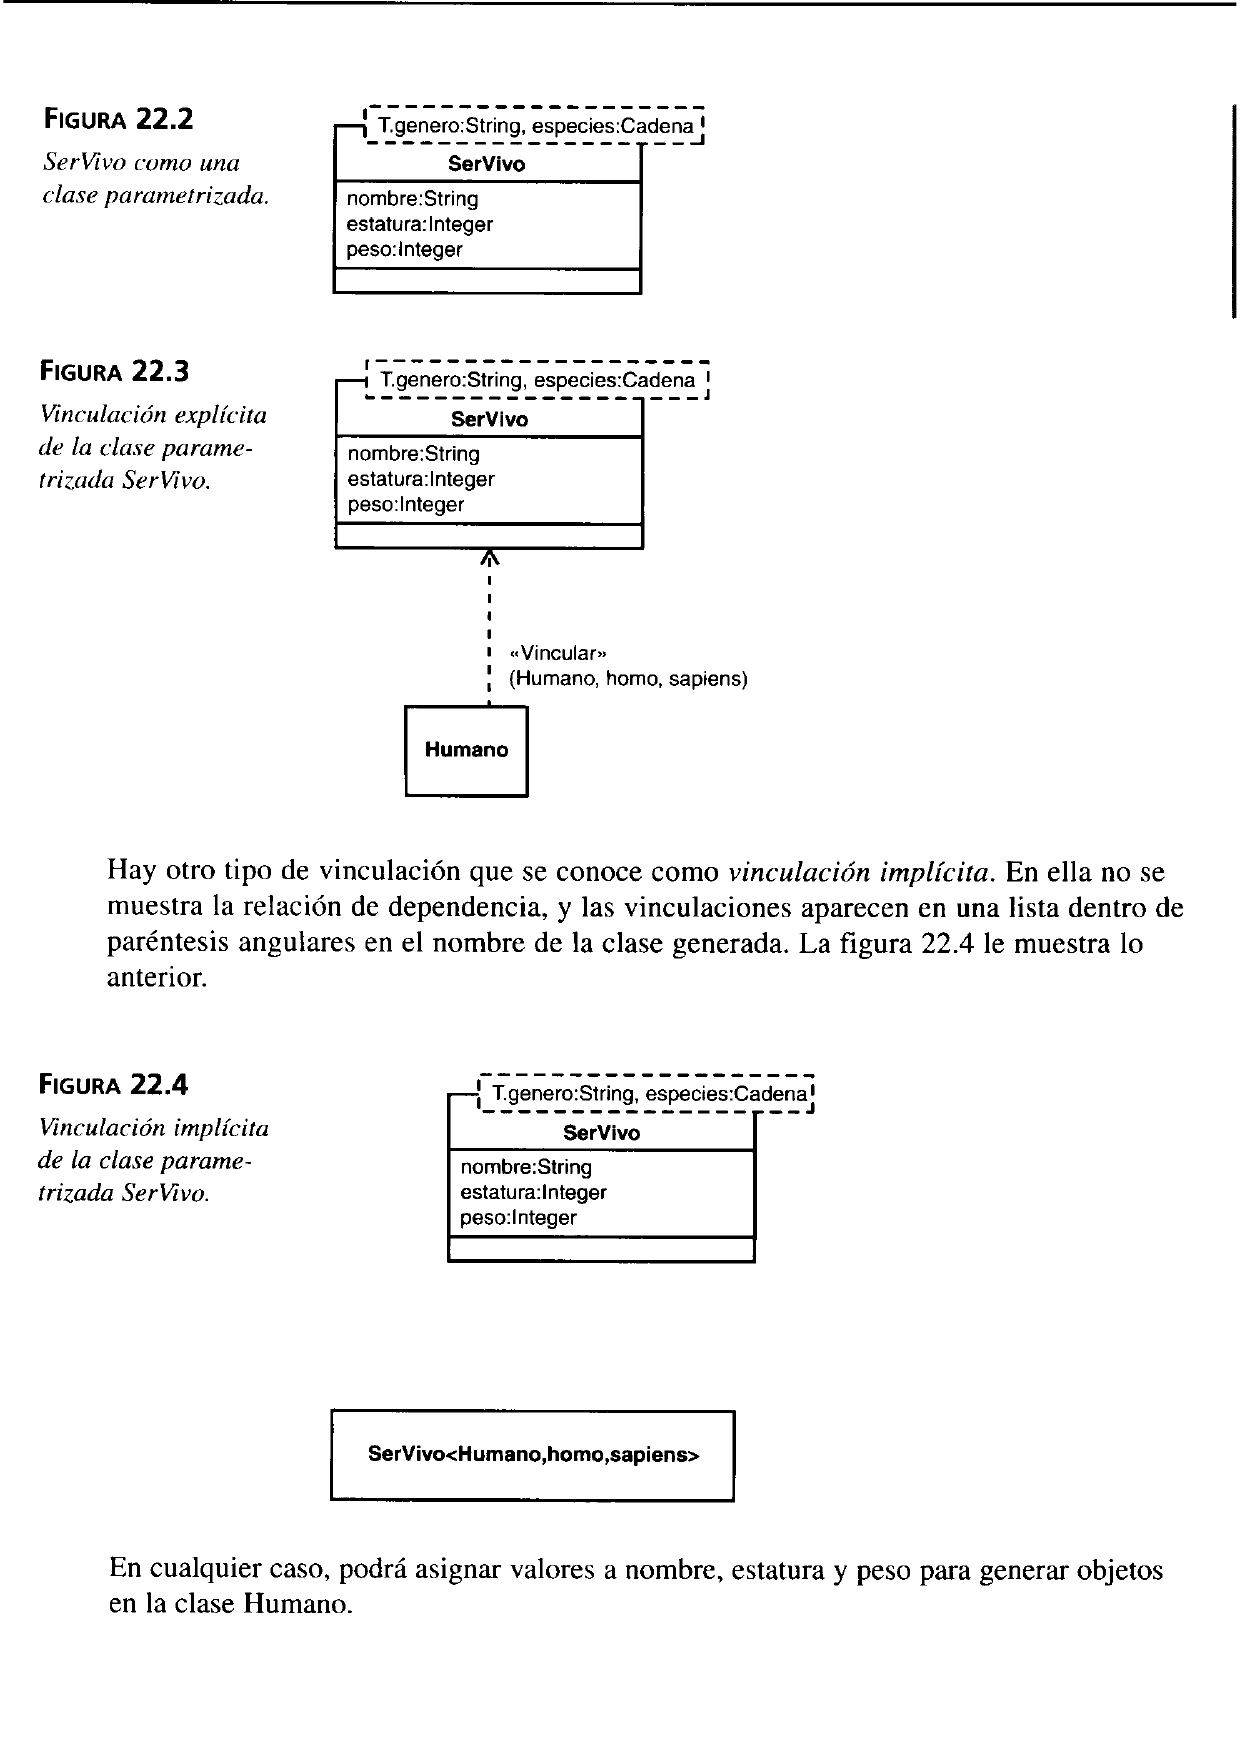 FIGURA 22.2
SerVivo como una
clase parametrizada.
T.genero:String, especies:Cadena
SerVivo
nombre:String
estatura:Integer
peso:Integer
FIGURA 22.3
Vinculación explícita
de la clase parame-
trizada SerVivo.
T.genero:String, especies:Cadena
SerVivo
nombre:String
estatura:Integer
peso:Integer
«Vincular»
(Humano, homo, sapiens)
Humano
Hay otro tipo de vinculación que se conoce como vinculación implícita. En ella no se
muestra la relación de dependencia, y las vinculaciones aparecen en una lista dentro de
paréntesis angulares en el nombre de la clase generada. La figura 22.4 le muestra lo
anterior.
FIGURA 22.4
Vinculación implícita
de la clase parame-
trizada SerVivo.
T.genero:String, especies:Cadena
SerVivo
nombre:String
estatura:Integer
peso:Integer
SerVivo<Humano,homo,sapiens>
En cualquier caso, podrá asignar valores a nombre, estatura y peso para generar objetos
en la clase Humano.